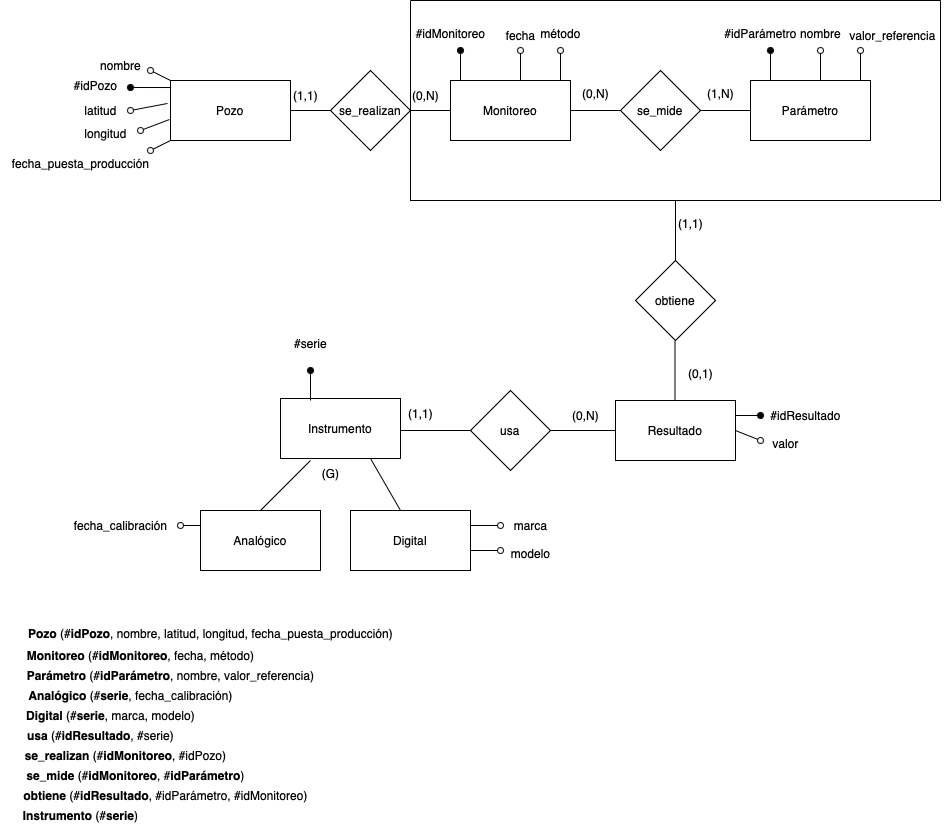 #idMonitoreo
fecha
método
#idParámetro
nombre
valor_referencia
nombre
#idPozo
latitud
longitud
fecha_puesta_producción
Pozo
(1,1)
se_realizan
(0,N)
Monitoreo
(0,N)
se_mide
(1,N)
Parámetro
(1,1)
obtiene
(0,1)
#serie
Instrumento
(1,1)
usa
(0,N)
Resultado
#idResultado
valor
(G)
fecha_calibración
Analógico
Digital
marca
modelo
Pozo (#idPozo, nombre, latitud, longitud, fecha_puesta_producción)
Monitoreo (#idMonitoreo, fecha, método)
Parámetro (#idParámetro, nombre, valor_referencia)
Analógico (#serie, fecha_calibración)
Digital (#serie, marca, modelo)
usa (#idResultado, #serie)
se_realizan (#idMonitoreo, #idPozo)
se_mide (#idMonitoreo, #idParámetro)
obtiene (#idResultado, #idParámetro, #idMonitoreo)
Instrumento (#serie)